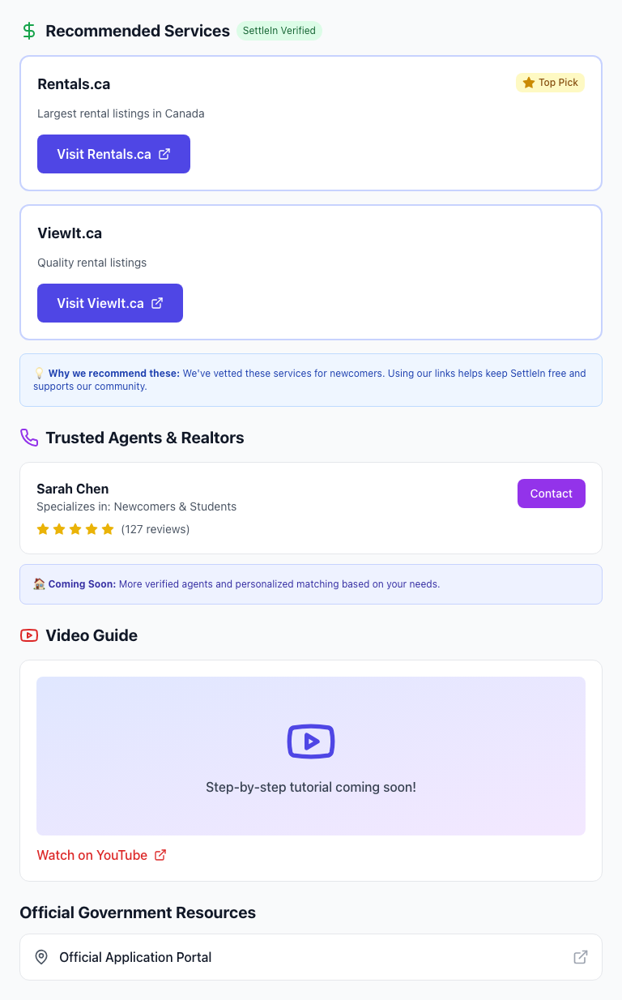 Recommended Services SettleIn Verified
Rentals.ca
Top Pick
Largest rental listings in Canada
Visit Rentals.ca
ViewIt.ca
Quality rental listings
Visit ViewIt.ca
Why we recommend these: We've vetted these services for newcomers. Using our links helps keep SettleIn free and
supports our community.
Trusted Agents & Realtors
Sarah Chen
Specializes in: Newcomers & Students
(127 reviews)
Contact
Coming Soon: More verified agents and personalized matching based on your needs.
Video Guide
Step-by-step tutorial coming soon!
Watch on YouTube
Official Government Resources
Official Application Portal